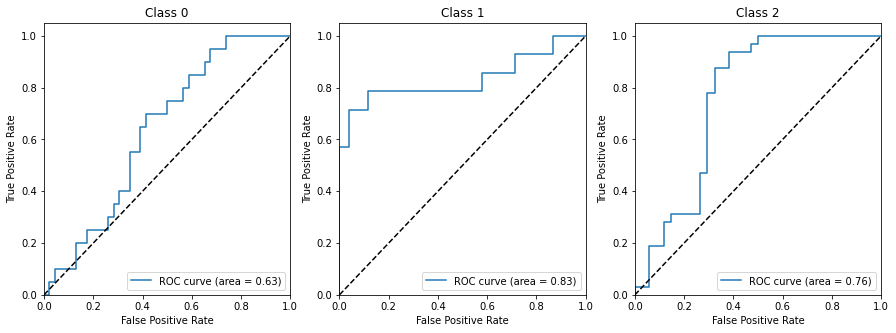 Class 0
True Positive Rate
1.0
0.8
0.6
0.4
0.2
0.0
ROC curve (area = 0.63)
0.0 0.2 0.4 0.6 0.8 1.0
False Positive Rate
Class 1
True Positive Rate
1.0
0.8
0.6
0.4
0.2
0.0
ROC curve (area = 0.83)
0.0 0.2 0.4 0.6 0.8 1.0
False Positive Rate
Class 2
True Positive Rate
1.0
0.8
0.6
0.4
0.2
0.0
ROC curve (area = 0.76)
0.0 0.2 0.4 0.6 0.8 1.0
False Positive Rate